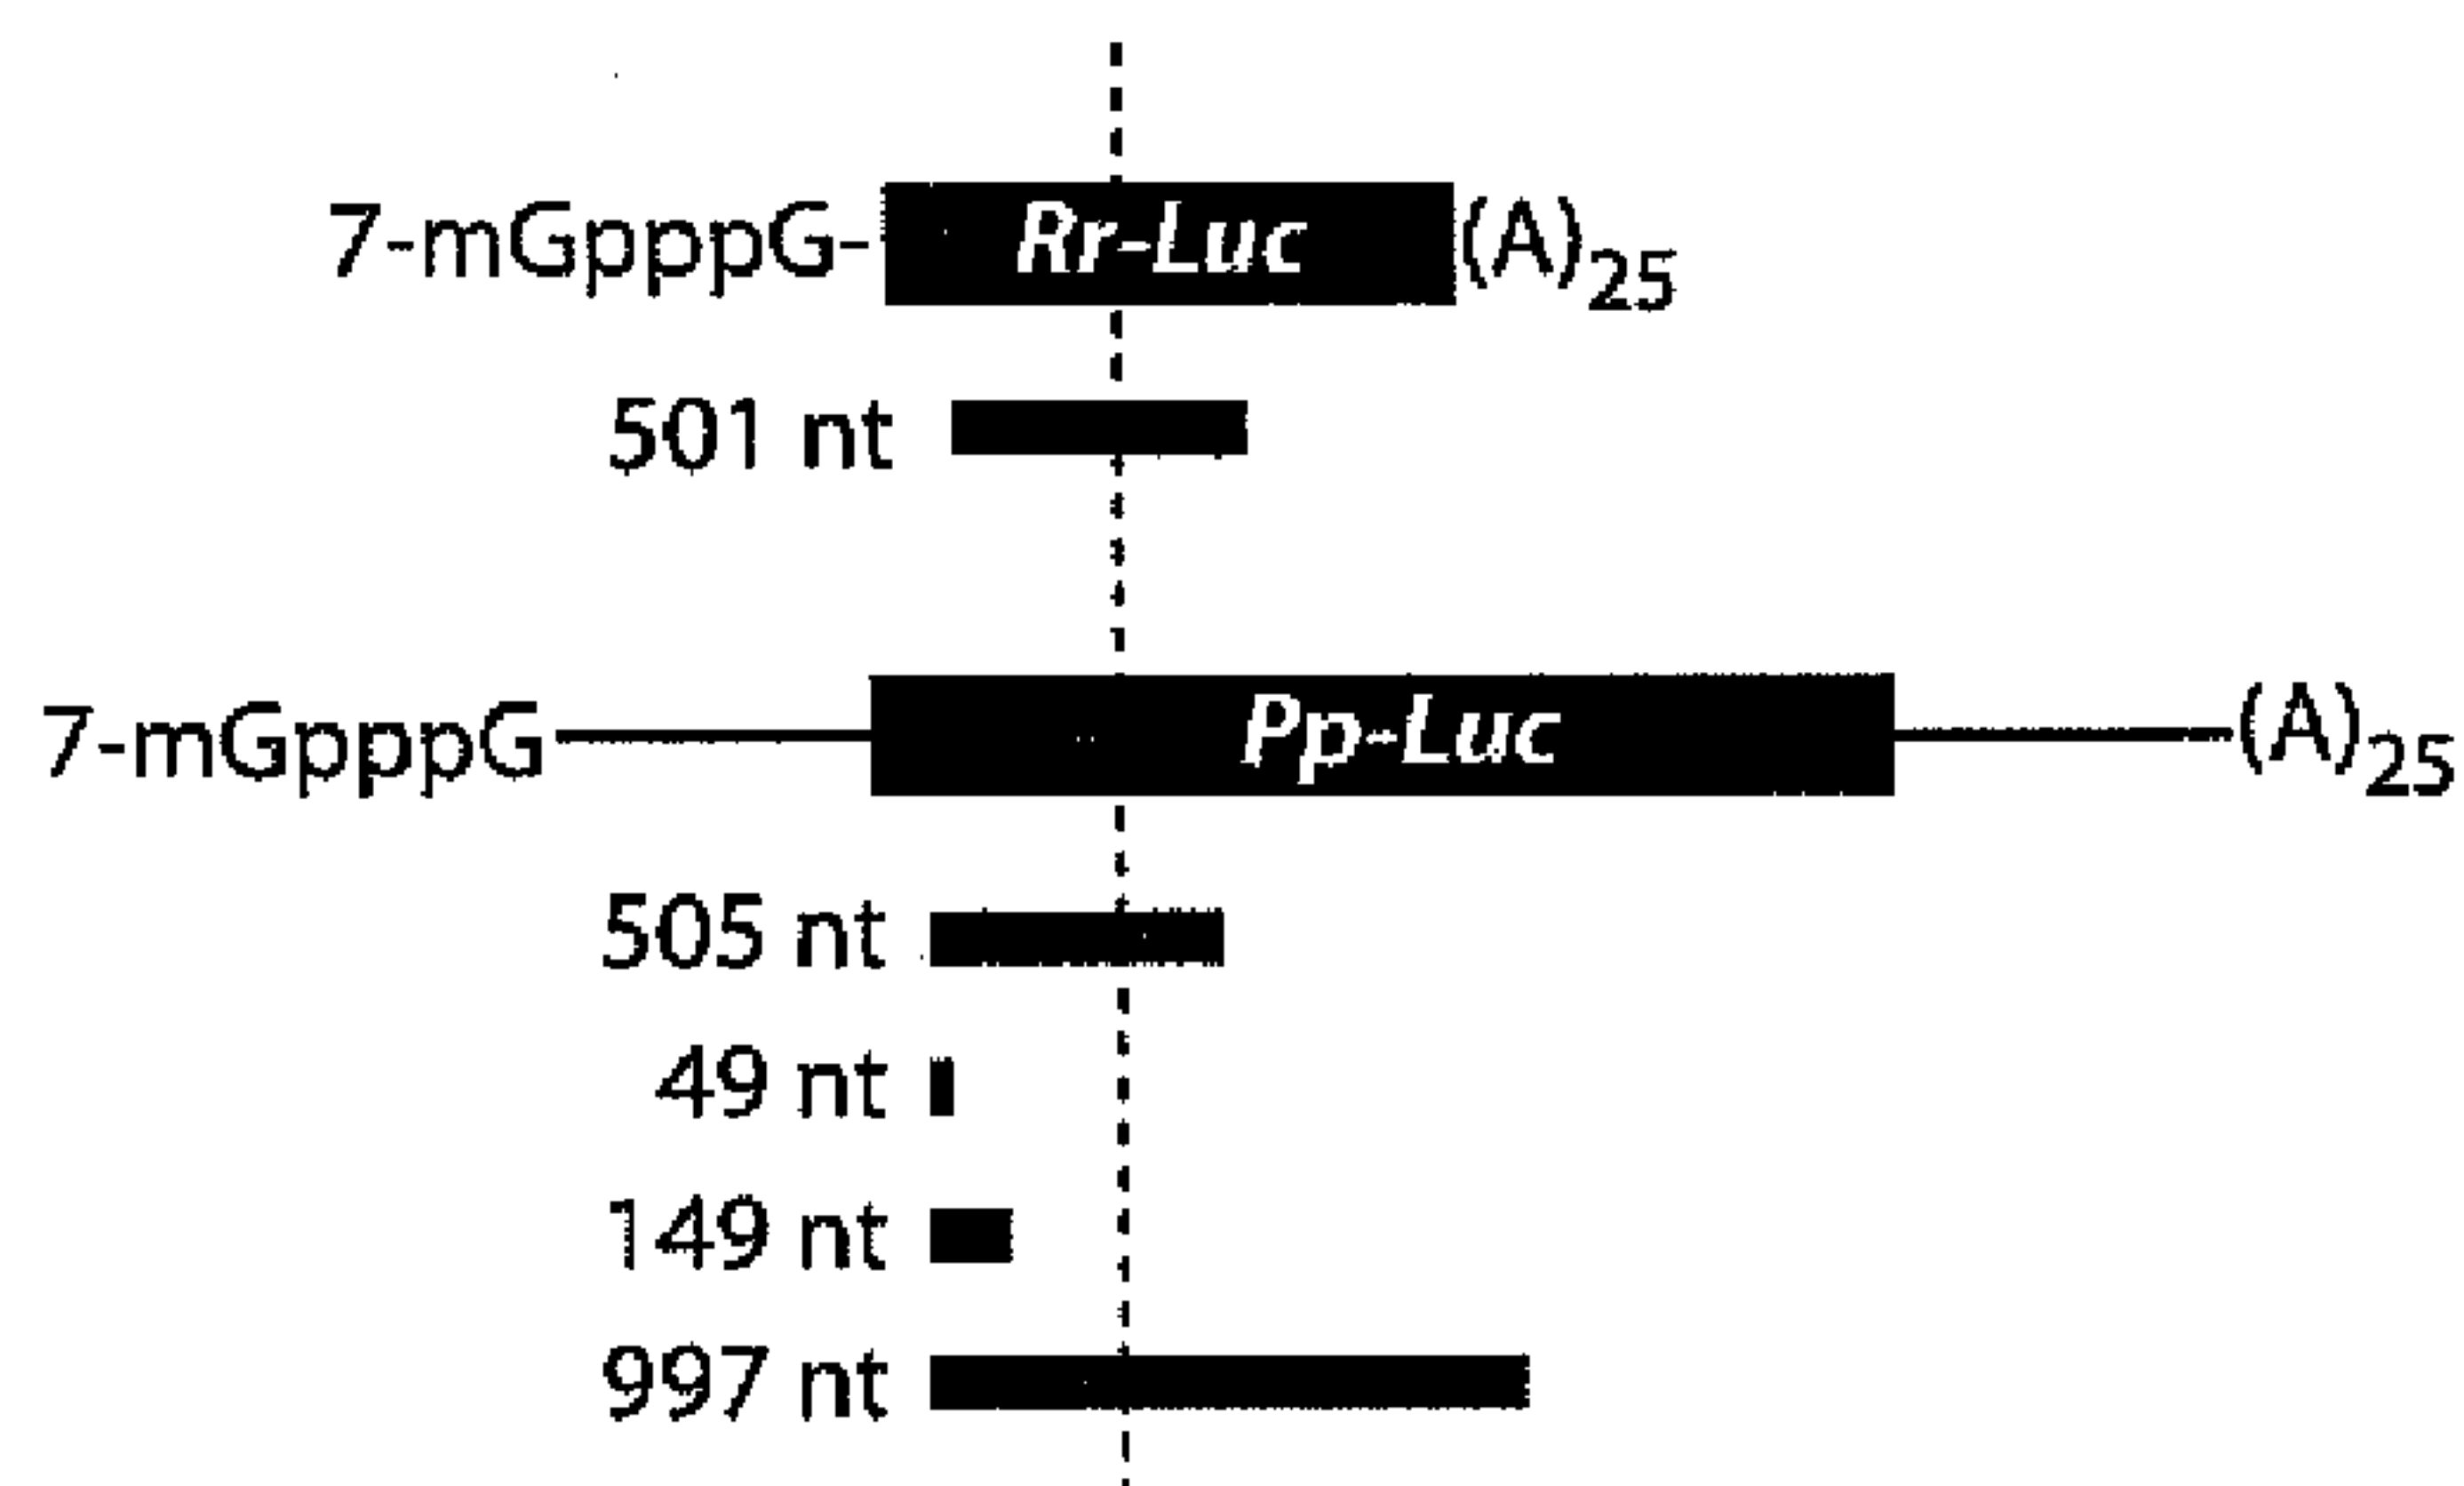 7-mGpppG- Rr-Luc (A)25
501 nt
7-mGpppG Pp-Luc (A)25
505 nt
49 nt
149 nt
997 nt